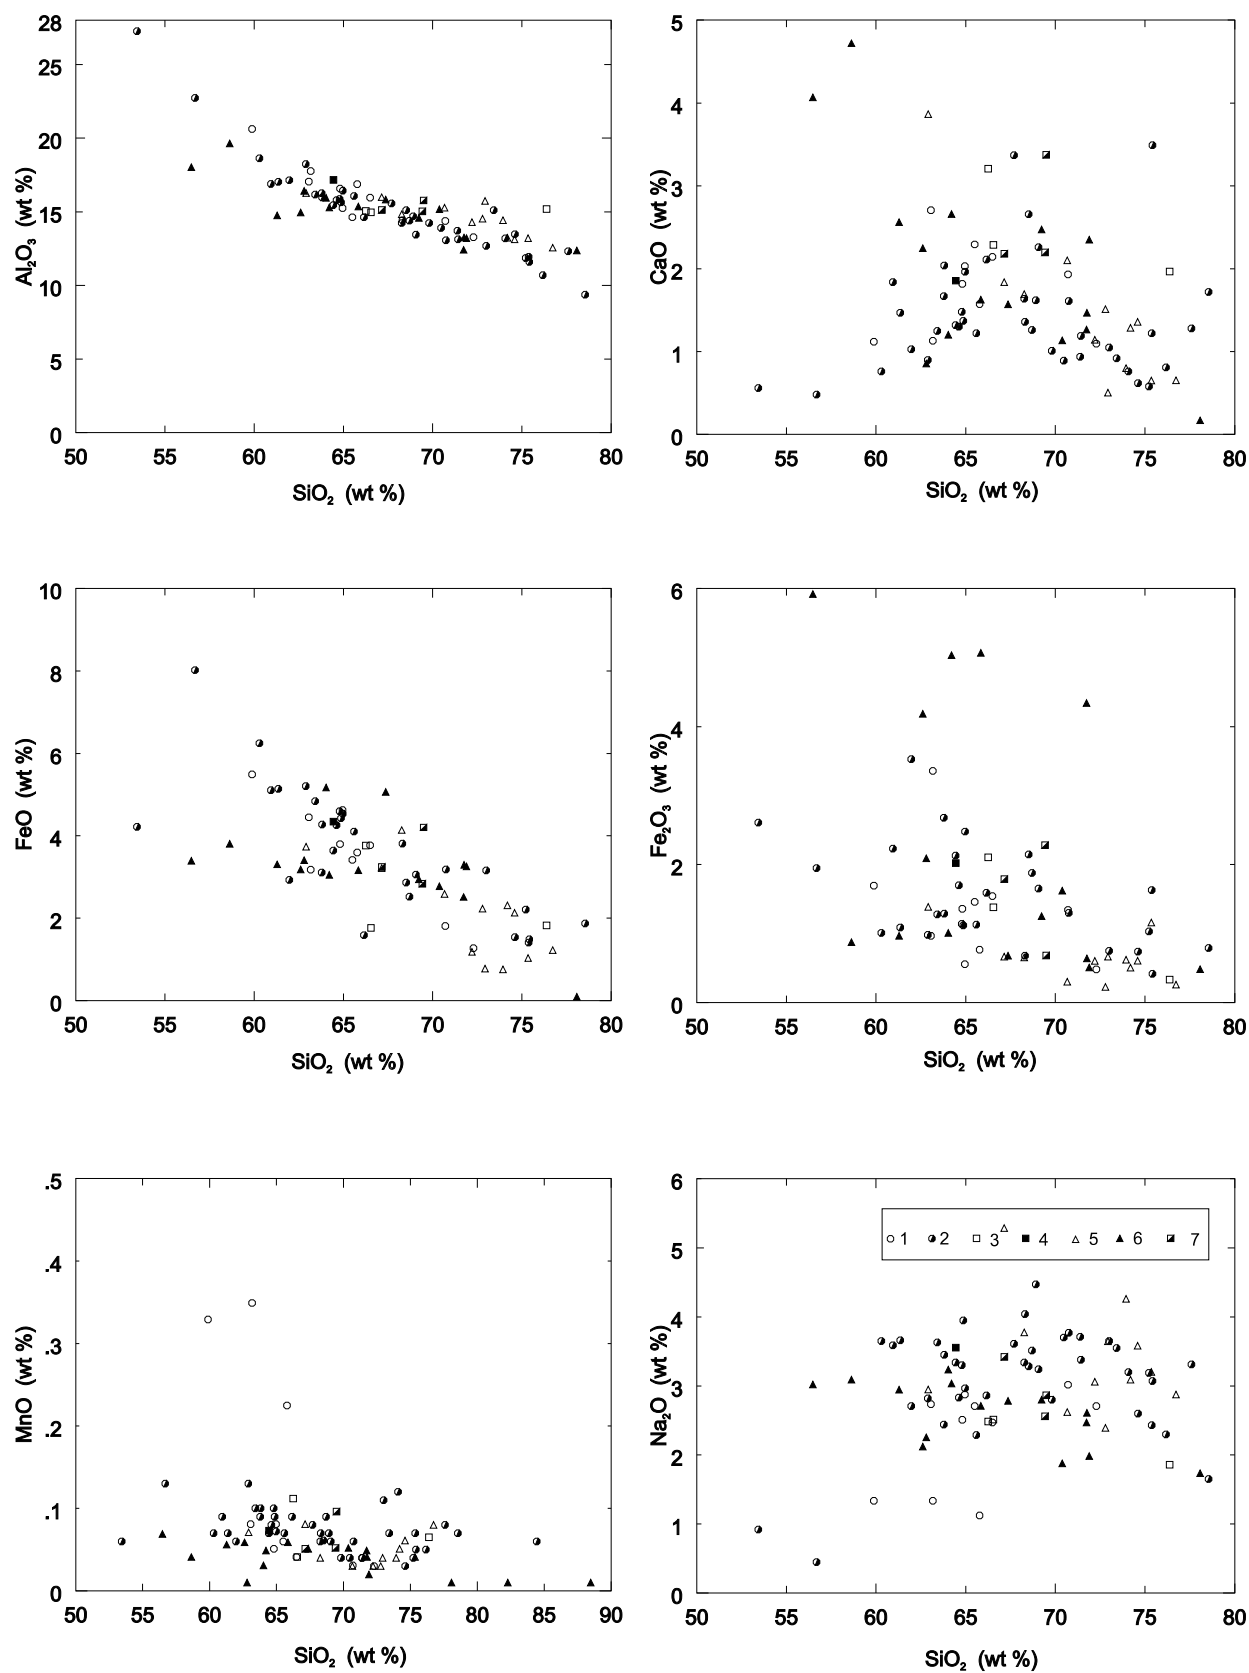 28
25
20
15
10
5
0
Al₂O₃ (wt %)
50 55 60 65 70 75 80
SiO₂ (wt %)
5
4
3
2
1
0
CaO (wt %)
50 55 60 65 70 75 80
SiO₂ (wt %)
10
8
6
4
2
0
FeO (wt %)
50 55 60 65 70 75 80
SiO₂ (wt %)
6
4
2
0
Fe₂O₃ (wt %)
50 55 60 65 70 75 80
SiO₂ (wt %)
.5
.4
.3
.2
.1
0
MnO (wt %)
50 55 60 65 70 75 80 85 90
SiO₂ (wt %)
6
5
4
3
2
1
0
Na₂O (wt %)
1 2 3 4 5 6 7
50 55 60 65 70 75 80
SiO₂ (wt %)